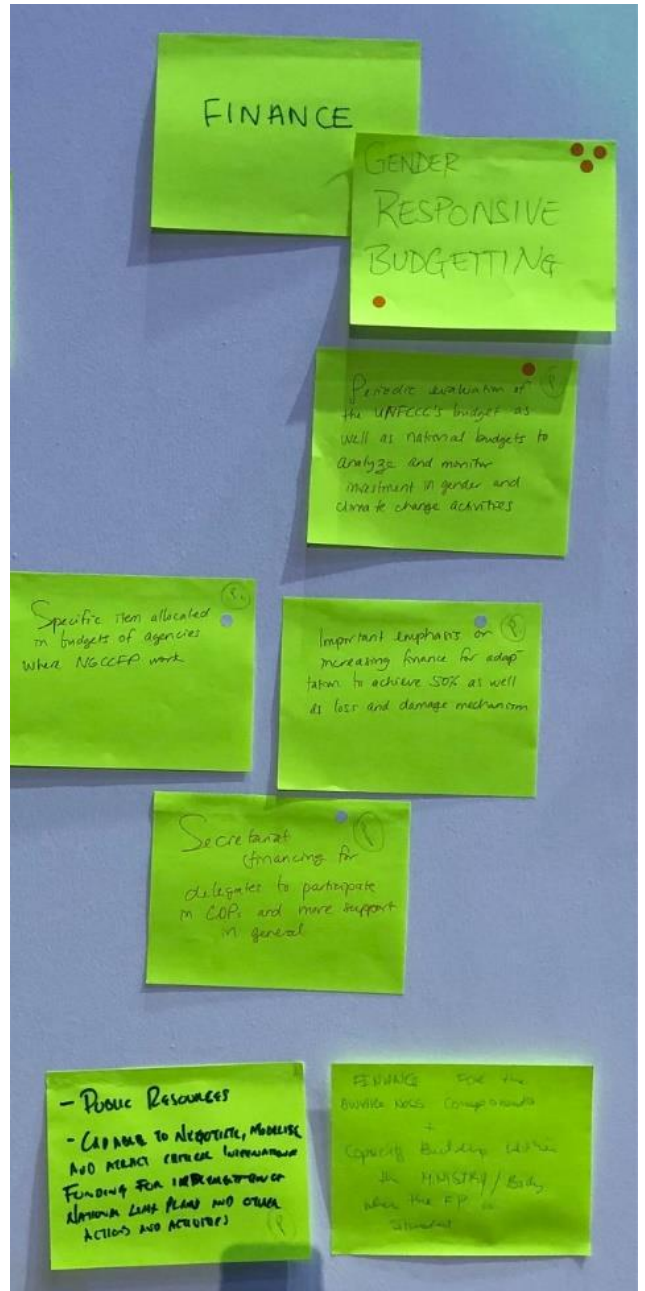 FINANCE
GENDER
RESPONSIVE
BUDGETTING
Periodic evaluation of
the UNFCCC's budget as
well as national budgets to
analyze and monitor
investment in gender and
climate change activities
Specific item allocated
in budgets of agencies
where NGCCFP work
Important emphasis on
increasing finance for adap-
tation to achieve 50% as well
as loss and damage mechanism
Secretariat
financing for
delegates to participate
in COPs and more support
in general
- PUBLIC RESOURCES
- CAPABLE TO NEGOTIATE, MOBILISE
AND ATTRACT CRITICAL INTERNATIONAL
FUNDING FOR IMPLEMENTATION OF
NATIONAL PLANS AND OTHER
ACTIONS AND ACTIVITIES
FINANCE FOR the
AWARENESS Components
+
Capacity Building within
the MINISTRY/Body
where the FP is
situated